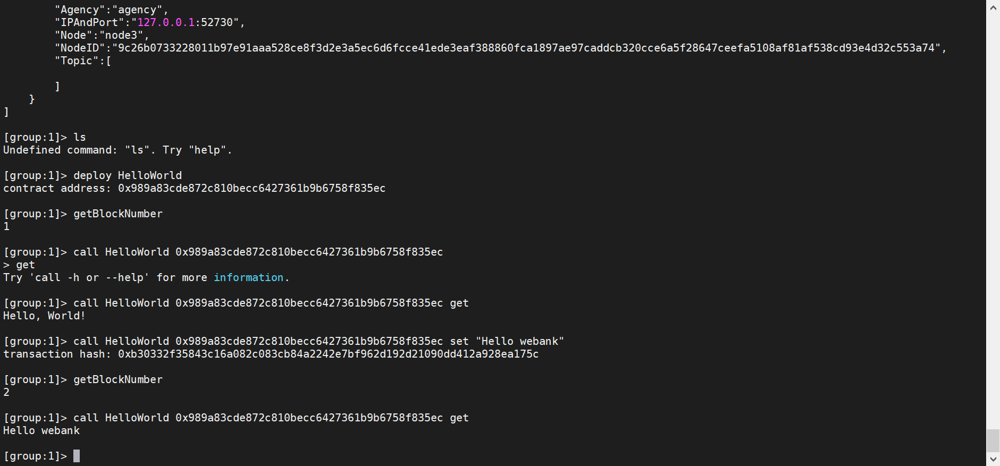 "Agency":"agency",
"IPAndPort":"127.0.0.1:52730",
"Node":"node3",
"NodeID":"9c26b0733228011b97e91aaa528ce8f3d2e3a5ec6d6fcce41ede3eaf388860fca1897ae97caddcb320cce6a5f28647ceefa5108af81af538cd93e4d32c553a74",
"Topic":[
]
}
]
[group:1]> ls
Undefined command: "ls". Try "help".
[group:1]> deploy HelloWorld
contract address: 0x989a83cde872c810becc6427361b9b6758f835ec
[group:1]> getBlockNumber
1
[group:1]> call HelloWorld 0x989a83cde872c810becc6427361b9b6758f835ec
> get
Try 'call -h or --help' for more information.
[group:1]> call HelloWorld 0x989a83cde872c810becc6427361b9b6758f835ec get
Hello, World!
[group:1]> call HelloWorld 0x989a83cde872c810becc6427361b9b6758f835ec set "Hello webank"
transaction hash: 0xb30332f35843c16a082c083cb84a2242e7bf962d192d21090dd412a928ea175c
[group:1]> getBlockNumber
2
[group:1]> call HelloWorld 0x989a83cde872c810becc6427361b9b6758f835ec get
Hello webank
[group:1]>